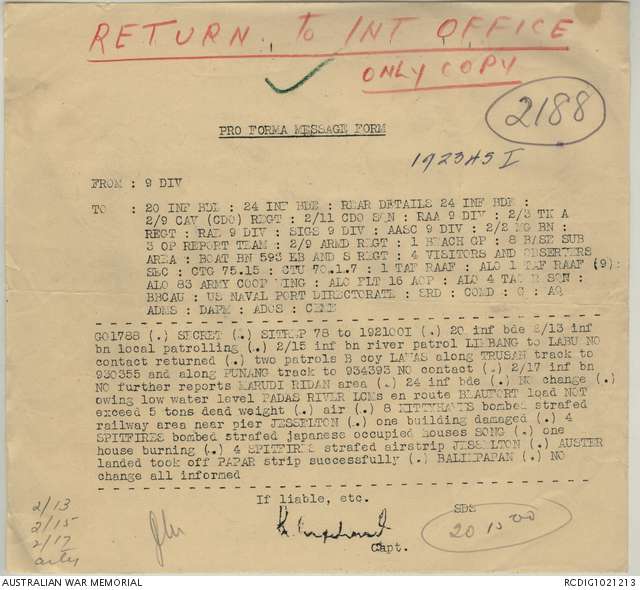 RETURN TO INT OFFICE
ONLY COPY
2188
PRO FORMA MESSAGE FORM
192345 I
FROM : 9 DIV
TO : 20 INF BDE : 24 INF BDE : REAR DETAILS 24 INF BDE :
2/9 CAV (CDO) REGT : 2/11 CDO SQN : RAA 9 DIV : 2/3 TK A
REGT : RAE 9 DIV : SIGS 9 DIV : AASC 9 DIV : 2/2 MG BN :
3 OP REPORT TEAM : 2/9 ARMD REGT : 1 BEACH GP : 8 BASE SUB
AREA : BOAT BN 593 EB AND S REGT : 4 VISITORS AND OBSERVERS
SEC : CTG 75.15 : CTU 70.1.7 : 1 TAF RAAF : ALO 1 TAF RAAF (9):
ALO 83 ARMY COOP WING : ALO FLT 16 AOP : ALO 4 TAC R SQN :
BBCAU : US NAVAL PORT DIRECTORATE : SRD : COMD : G : AQ
ADMS : DAPM : ADOS : CEME
GO1788 (.) SECRET (.) SITREP 78 to 192100I (.) 20 inf bde 2/13 inf
bn local patrolling (.) 2/15 inf bn river patrol LIMBANG to LABU NO
contact returned (.) two patrols B coy LAWAS along TRUSAN track to
930355 and along PUNANG track to 934393 NO contact (.) 2/17 inf bn
NO further reports MARUDI RIDAN area (.) 24 inf bde (.) NO change (.)
owing low water level PADAS RIVER LCMs en route BEAUFORT load NOT
exceed 5 tons dead weight (.) air (.) 8 KITTYHAWKS bombed strafed
railway area near pier JESSELTON (.) one building damaged (.) 4
SPITFIRES bombed strafed japanese occupied houses SONG (.) one
house burning (.) 4 SPITFIRES strafed airstrip JESSELTON (.) AUSTER
landed took off PAPAR strip successfully (.) BALIKPAPAN (.) NO
change all informed
If liable, etc.
SDS
2/13
2/15
2/17
arty
Capt.
AUSTRALIAN WAR MEMORIAL
RCDIG1021213